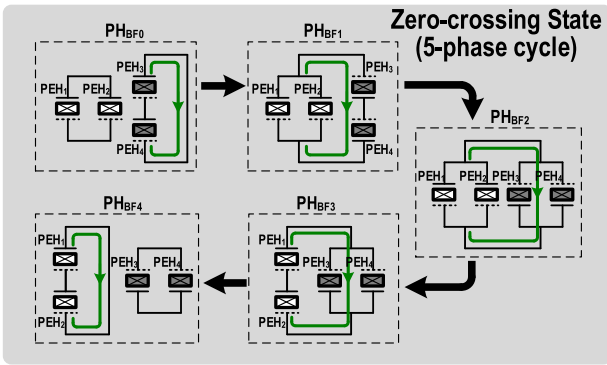 Zero-crossing State
(5-phase cycle)
PHBF0
PEH1
PEH2
PEH3
PEH4
PHBF1
PEH1
PEH2
PEH3
PEH4
PHBF2
PEH1
PEH2
PEH3
PEH4
PHBF4
PEH1
PEH2
PEH3
PEH4
PHBF3
PEH1
PEH2
PEH3
PEH4